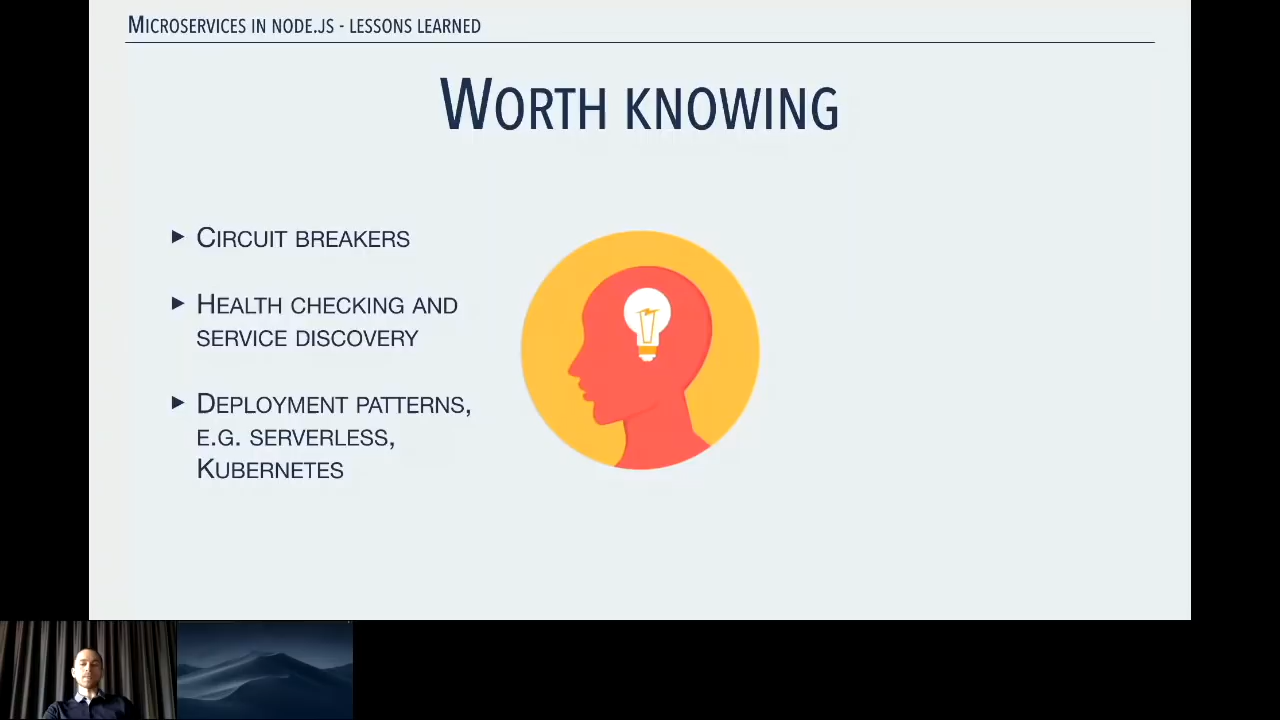 Microservices in node.js - lessons learned
Worth knowing
▸ Circuit breakers
▸ Health checking and
service discovery
▸ Deployment patterns,
e.g. serverless,
Kubernetes